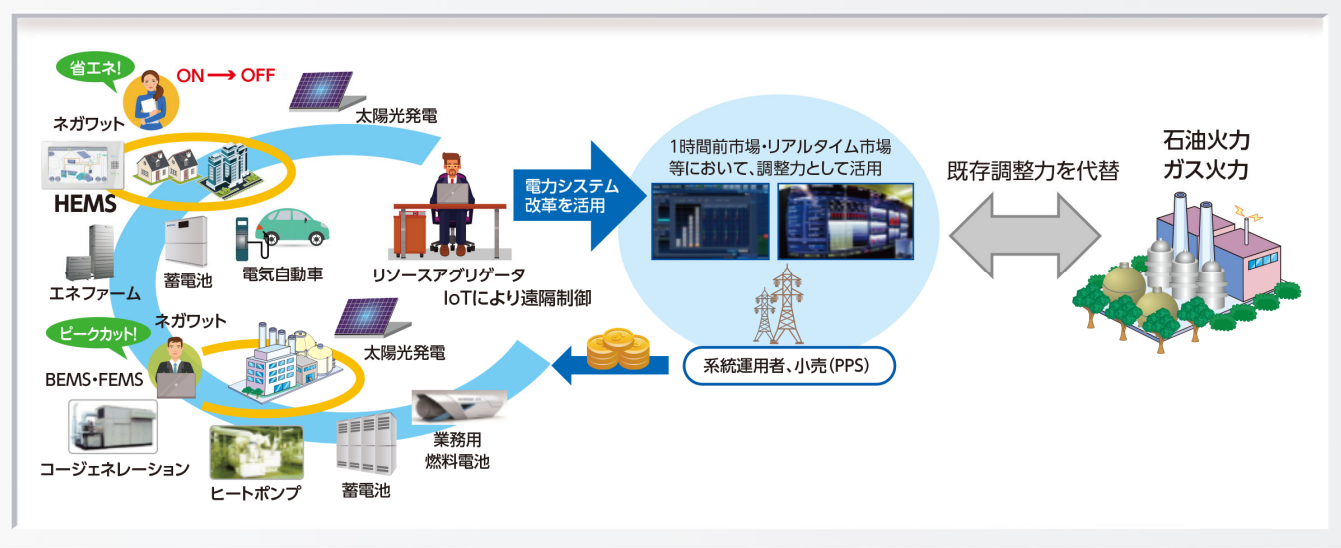 省エネ!
ON→OFF
ネガワット
太陽光発電
HEMS
蓄電池
電気自動車
エネファーム
リソースアグリゲータ
IoTにより遠隔制御
電力システム
改革を活用
1時間前市場・リアルタイム市場
等において、調整力として活用
既存調整力を代替
石油火力
ガス火力
ピークカット!
ネガワット
太陽光発電
BEMS・FEMS
系統運用者、小売(PPS)
コージェネレーション
ヒートポンプ
蓄電池
業務用
燃料電池